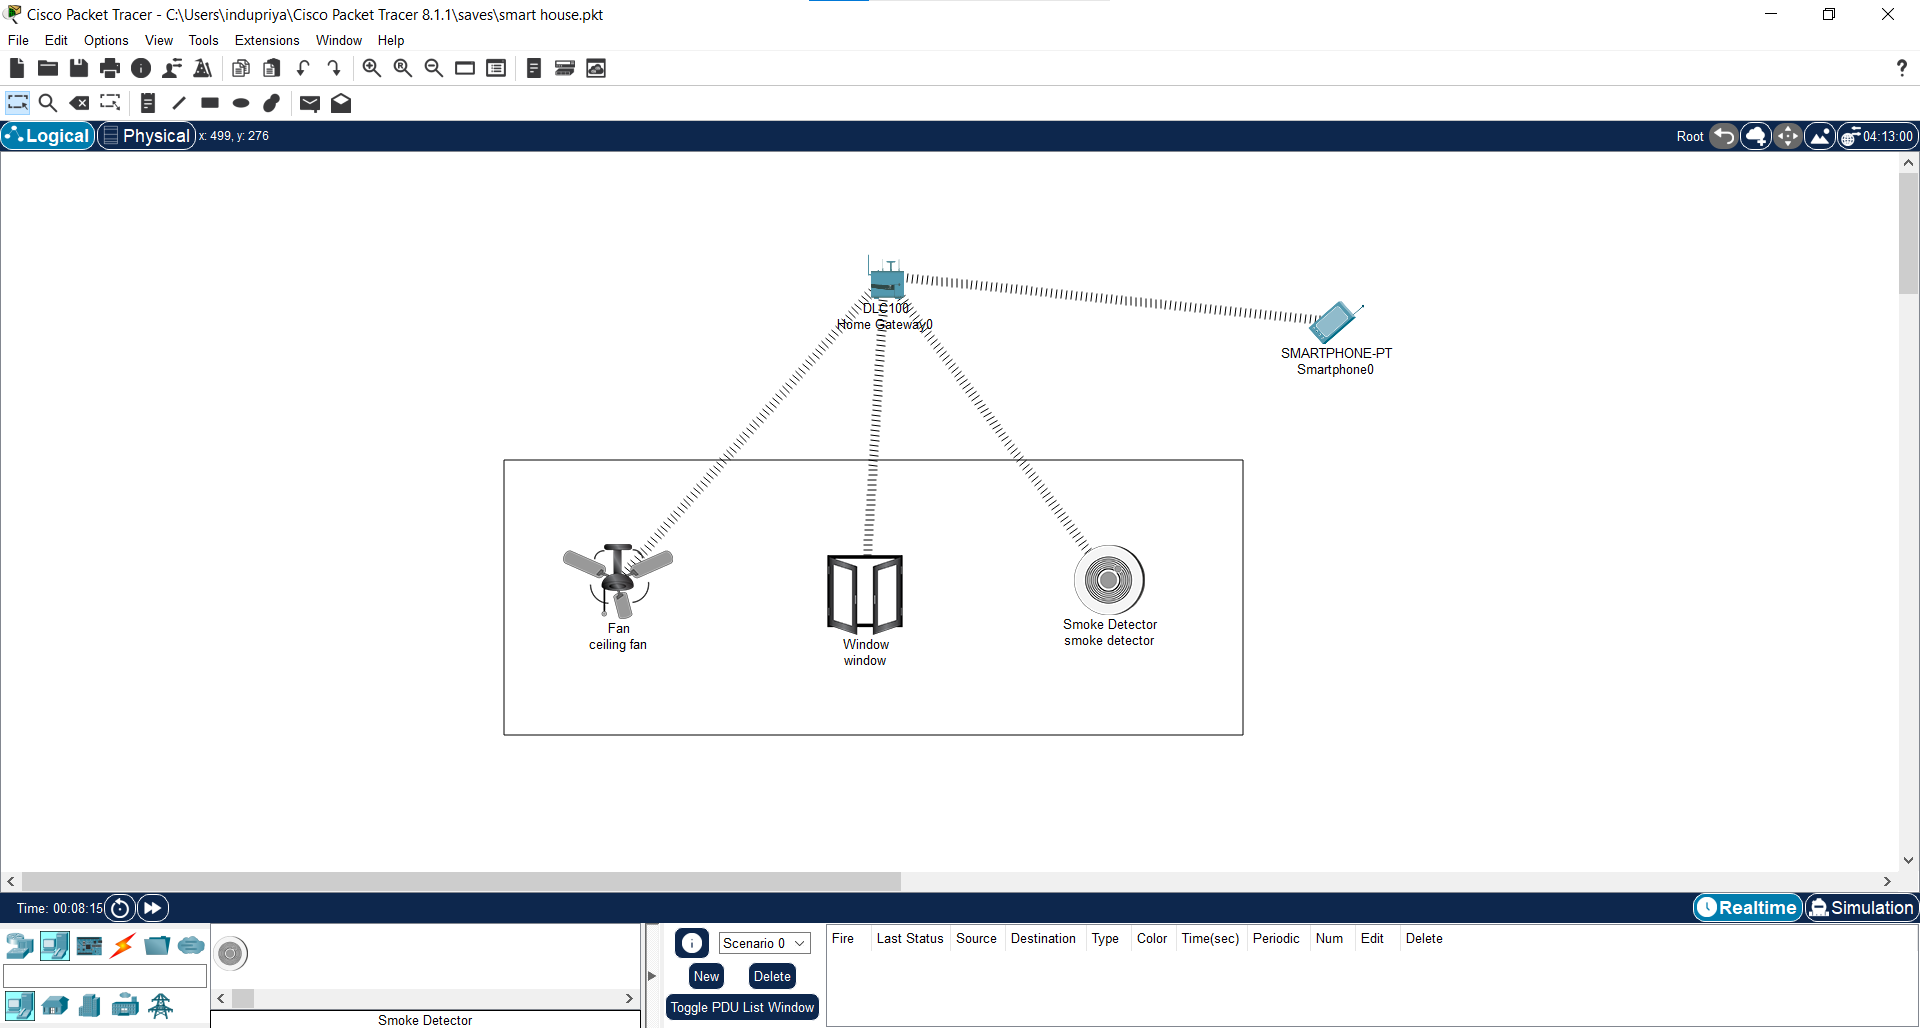 Cisco Packet Tracer - C:\Users\indupriya\Cisco Packet Tracer 8.1.1\saves\smart house.pkt
File Edit Options View Tools Extensions Window Help
?
Logical Physical x: 499, y: 276 Root 04:13:00
DLC100
Home Gateway0
SMARTPHONE-PT
Smartphone0
Fan
ceiling fan
Window
window
Smoke Detector
smoke detector
Time: 00:08:15 Realtime Simulation
Scenario 0
New Delete
Toggle PDU List Window
Fire Last Status Source Destination Type Color Time(sec) Periodic Num Edit Delete
Smoke Detector